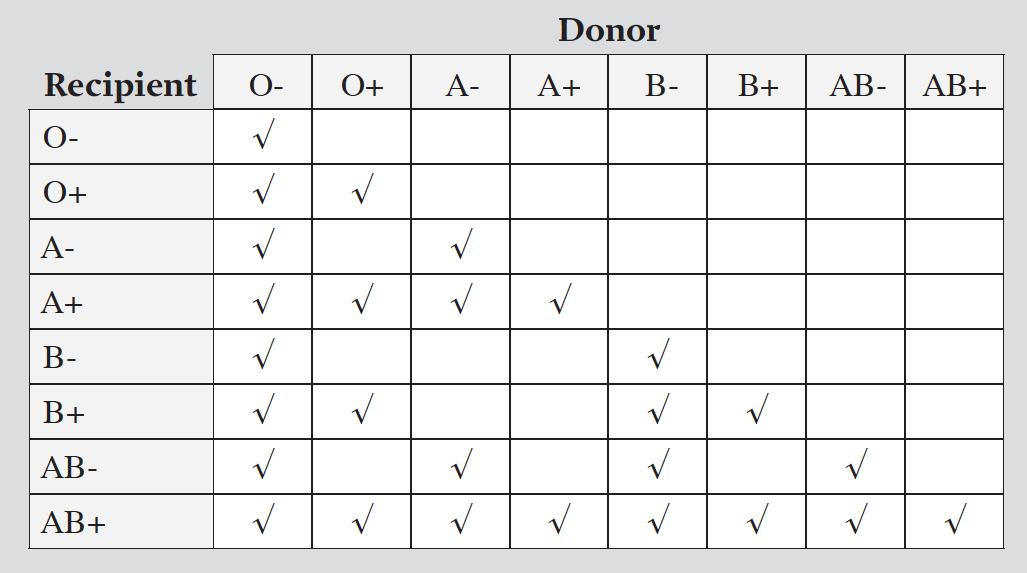 Donor
Recipient O- O+ A- A+ B- B+ AB- AB+
O- √
O+ √ √
A- √ √
A+ √ √ √ √
B- √ √
B+ √ √ √ √
AB- √ √ √ √
AB+ √ √ √ √ √ √ √ √